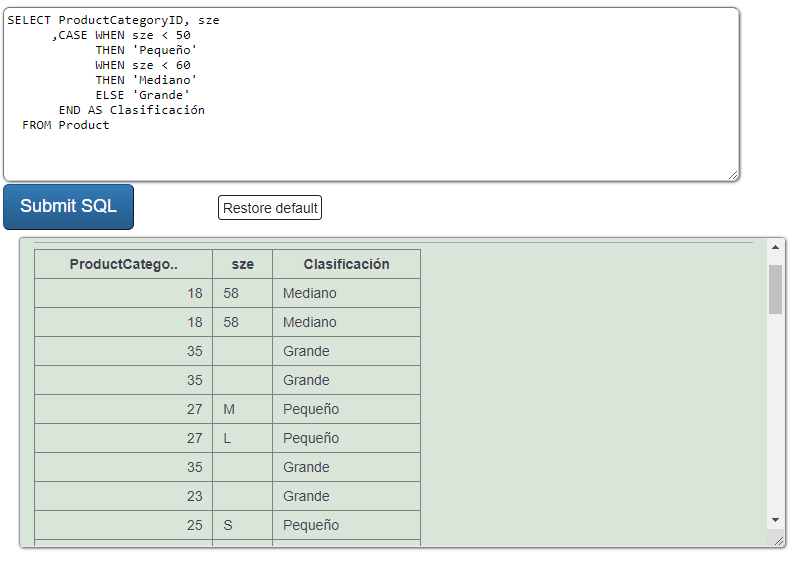 SELECT ProductCategoryID, sze
,CASE WHEN sze < 50
THEN 'Pequeño'
WHEN sze < 60
THEN 'Mediano'
ELSE 'Grande'
END AS Clasificación
FROM Product
Submit SQL Restore default
ProductCatego.. sze Clasificación
18 58 Mediano
18 58 Mediano
35 Grande
35 Grande
27 M Pequeño
27 L Pequeño
35 Grande
23 Grande
25 S Pequeño